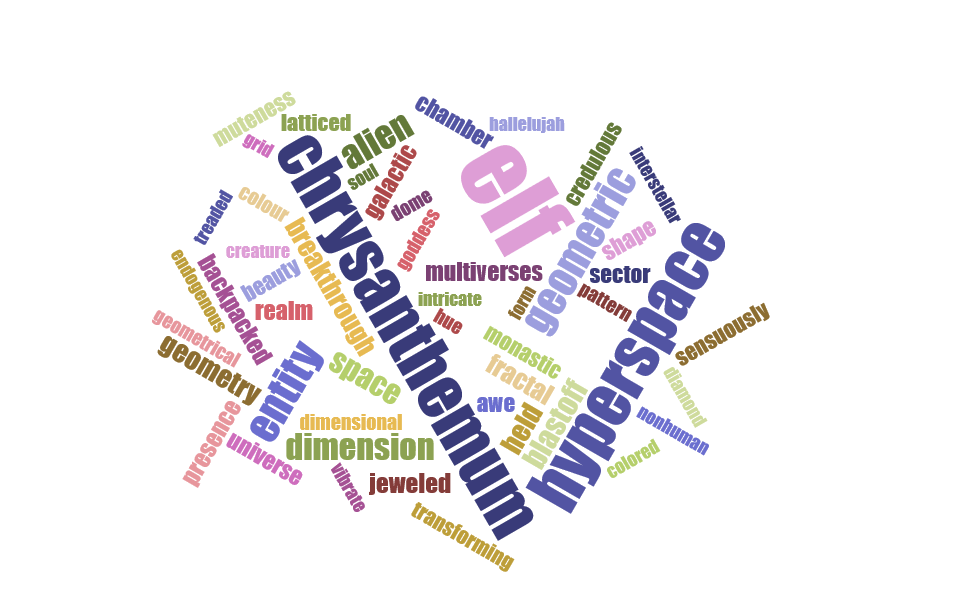 muteness
latticed
grid
chrysanthemum
alien
soul
galactic
dome
goddess
chamber
hallelujah
elf
credulous
interstellar
geometric
shape
sector
hyperspace
treaded
colour
creature
breakthrough
endogenous
backpacked
beauty
realm
multiverses
intricate
hue
form
pattern
sensuously
geometrical
geometry
entity
space
monastic
fractal
awe
held
blastoff
diamond
nonhuman
colored
presence
universe
dimensional
dimension
vibrate
jeweled
transforming